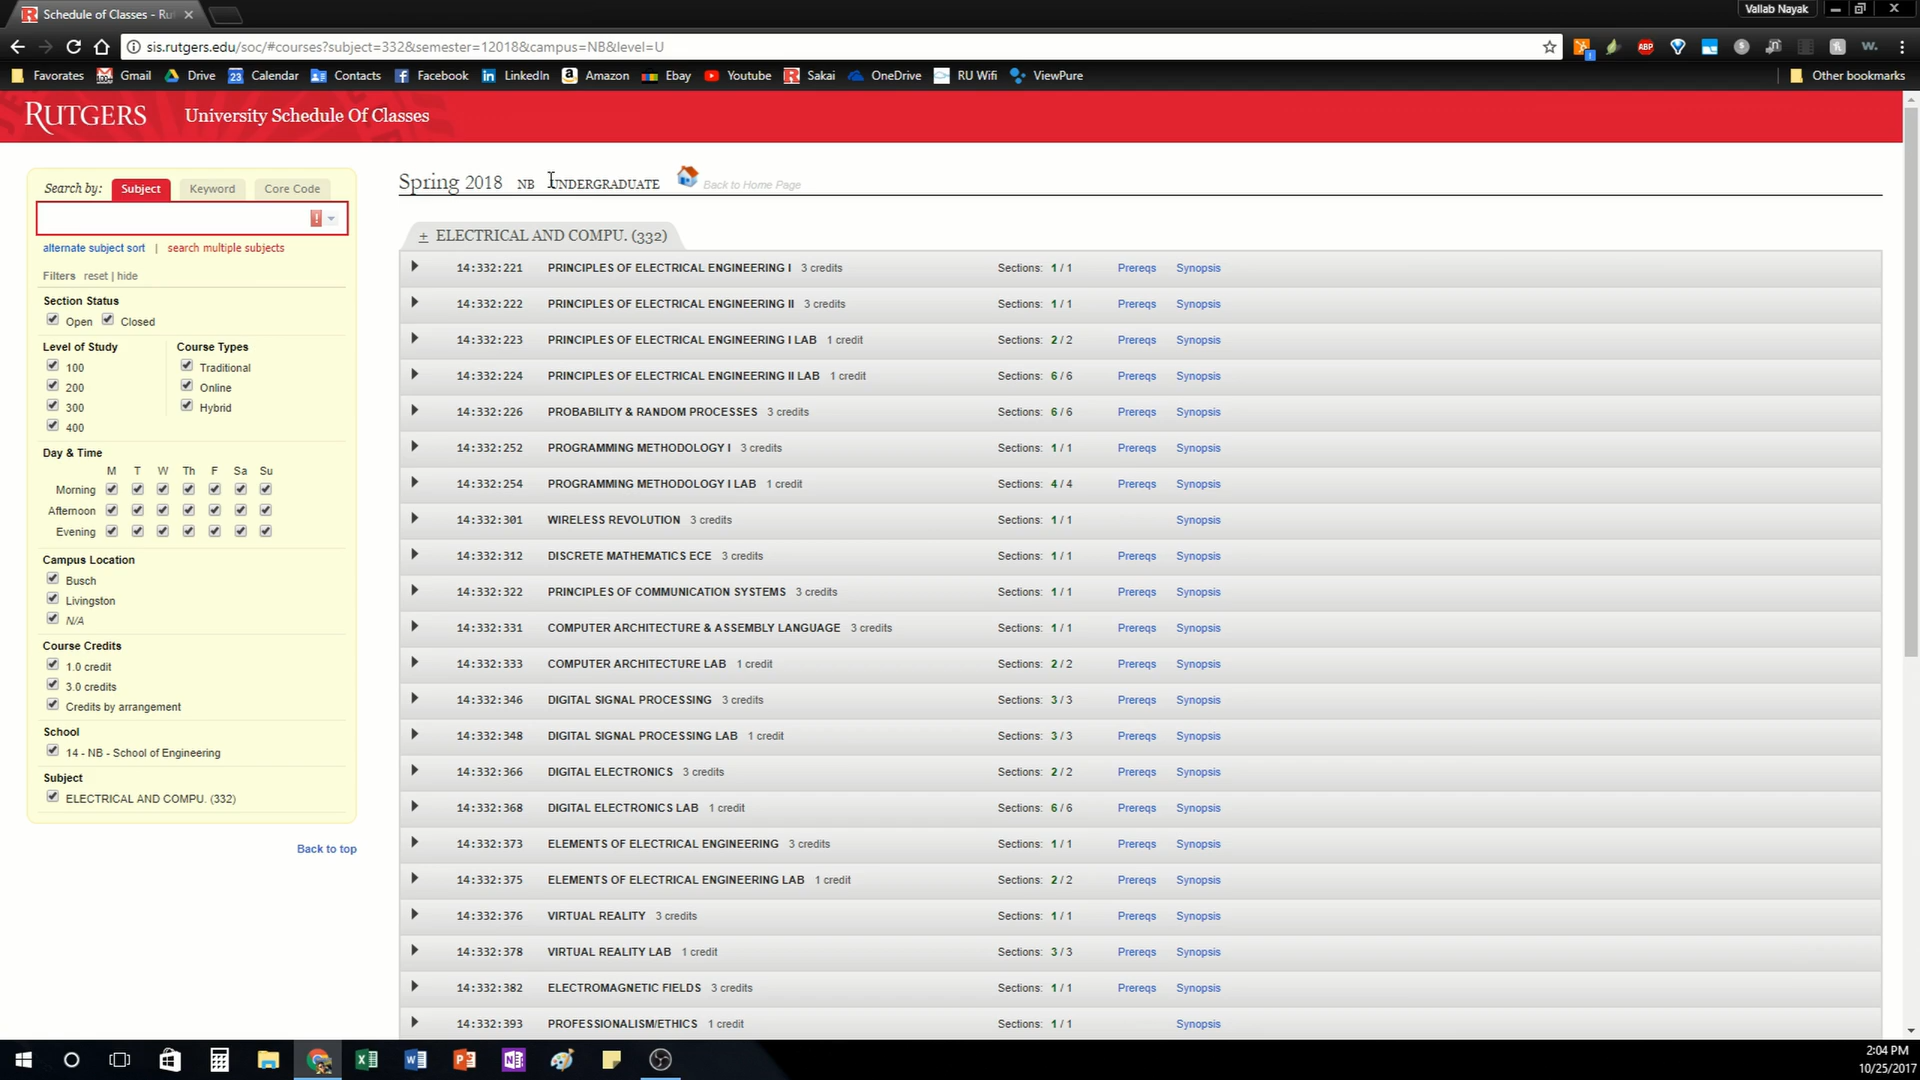 Schedule of Classes - Ru
Vallab Nayak
sis.rutgers.edu/soc/#courses?subject=332&semester=12018&campus=NB&level=U
Favorates Gmail Drive Calendar Contacts Facebook LinkedIn Amazon Ebay Youtube Sakai OneDrive RU Wifi ViewPure Other bookmarks
RUTGERS University Schedule Of Classes
Search by: Subject Keyword Core Code
alternate subject sort | search multiple subjects
Filters reset | hide
Section Status
Open Closed
Level of Study Course Types
100 Traditional
200 Online
300 Hybrid
400
Day & Time
M T W Th F Sa Su
Morning
Afternoon
Evening
Campus Location
Busch
Livingston
N/A
Course Credits
1.0 credit
3.0 credits
Credits by arrangement
School
14 - NB - School of Engineering
Subject
ELECTRICAL AND COMPU. (332)
Back to top
Spring 2018 NB UNDERGRADUATE Back to Home Page
+ ELECTRICAL AND COMPU. (332)
14:332:221 PRINCIPLES OF ELECTRICAL ENGINEERING I 3 credits Sections: 1 / 1 Prereqs Synopsis
14:332:222 PRINCIPLES OF ELECTRICAL ENGINEERING II 3 credits Sections: 1 / 1 Prereqs Synopsis
14:332:223 PRINCIPLES OF ELECTRICAL ENGINEERING I LAB 1 credit Sections: 2 / 2 Prereqs Synopsis
14:332:224 PRINCIPLES OF ELECTRICAL ENGINEERING II LAB 1 credit Sections: 6 / 6 Prereqs Synopsis
14:332:226 PROBABILITY & RANDOM PROCESSES 3 credits Sections: 6 / 6 Prereqs Synopsis
14:332:252 PROGRAMMING METHODOLOGY I 3 credits Sections: 1 / 1 Prereqs Synopsis
14:332:254 PROGRAMMING METHODOLOGY I LAB 1 credit Sections: 4 / 4 Prereqs Synopsis
14:332:301 WIRELESS REVOLUTION 3 credits Sections: 1 / 1 Synopsis
14:332:312 DISCRETE MATHEMATICS ECE 3 credits Sections: 1 / 1 Prereqs Synopsis
14:332:322 PRINCIPLES OF COMMUNICATION SYSTEMS 3 credits Sections: 1 / 1 Prereqs Synopsis
14:332:331 COMPUTER ARCHITECTURE & ASSEMBLY LANGUAGE 3 credits Sections: 1 / 1 Prereqs Synopsis
14:332:333 COMPUTER ARCHITECTURE LAB 1 credit Sections: 2 / 2 Prereqs Synopsis
14:332:346 DIGITAL SIGNAL PROCESSING 3 credits Sections: 3 / 3 Prereqs Synopsis
14:332:348 DIGITAL SIGNAL PROCESSING LAB 1 credit Sections: 3 / 3 Prereqs Synopsis
14:332:366 DIGITAL ELECTRONICS 3 credits Sections: 2 / 2 Prereqs Synopsis
14:332:368 DIGITAL ELECTRONICS LAB 1 credit Sections: 6 / 6 Prereqs Synopsis
14:332:373 ELEMENTS OF ELECTRICAL ENGINEERING 3 credits Sections: 1 / 1 Prereqs Synopsis
14:332:375 ELEMENTS OF ELECTRICAL ENGINEERING LAB 1 credit Sections: 2 / 2 Prereqs Synopsis
14:332:376 VIRTUAL REALITY 3 credits Sections: 1 / 1 Prereqs Synopsis
14:332:378 VIRTUAL REALITY LAB 1 credit Sections: 3 / 3 Prereqs Synopsis
14:332:382 ELECTROMAGNETIC FIELDS 3 credits Sections: 1 / 1 Prereqs Synopsis
14:332:393 PROFESSIONALISM/ETHICS 1 credit Sections: 1 / 1 Synopsis
2:04 PM
10/25/2017